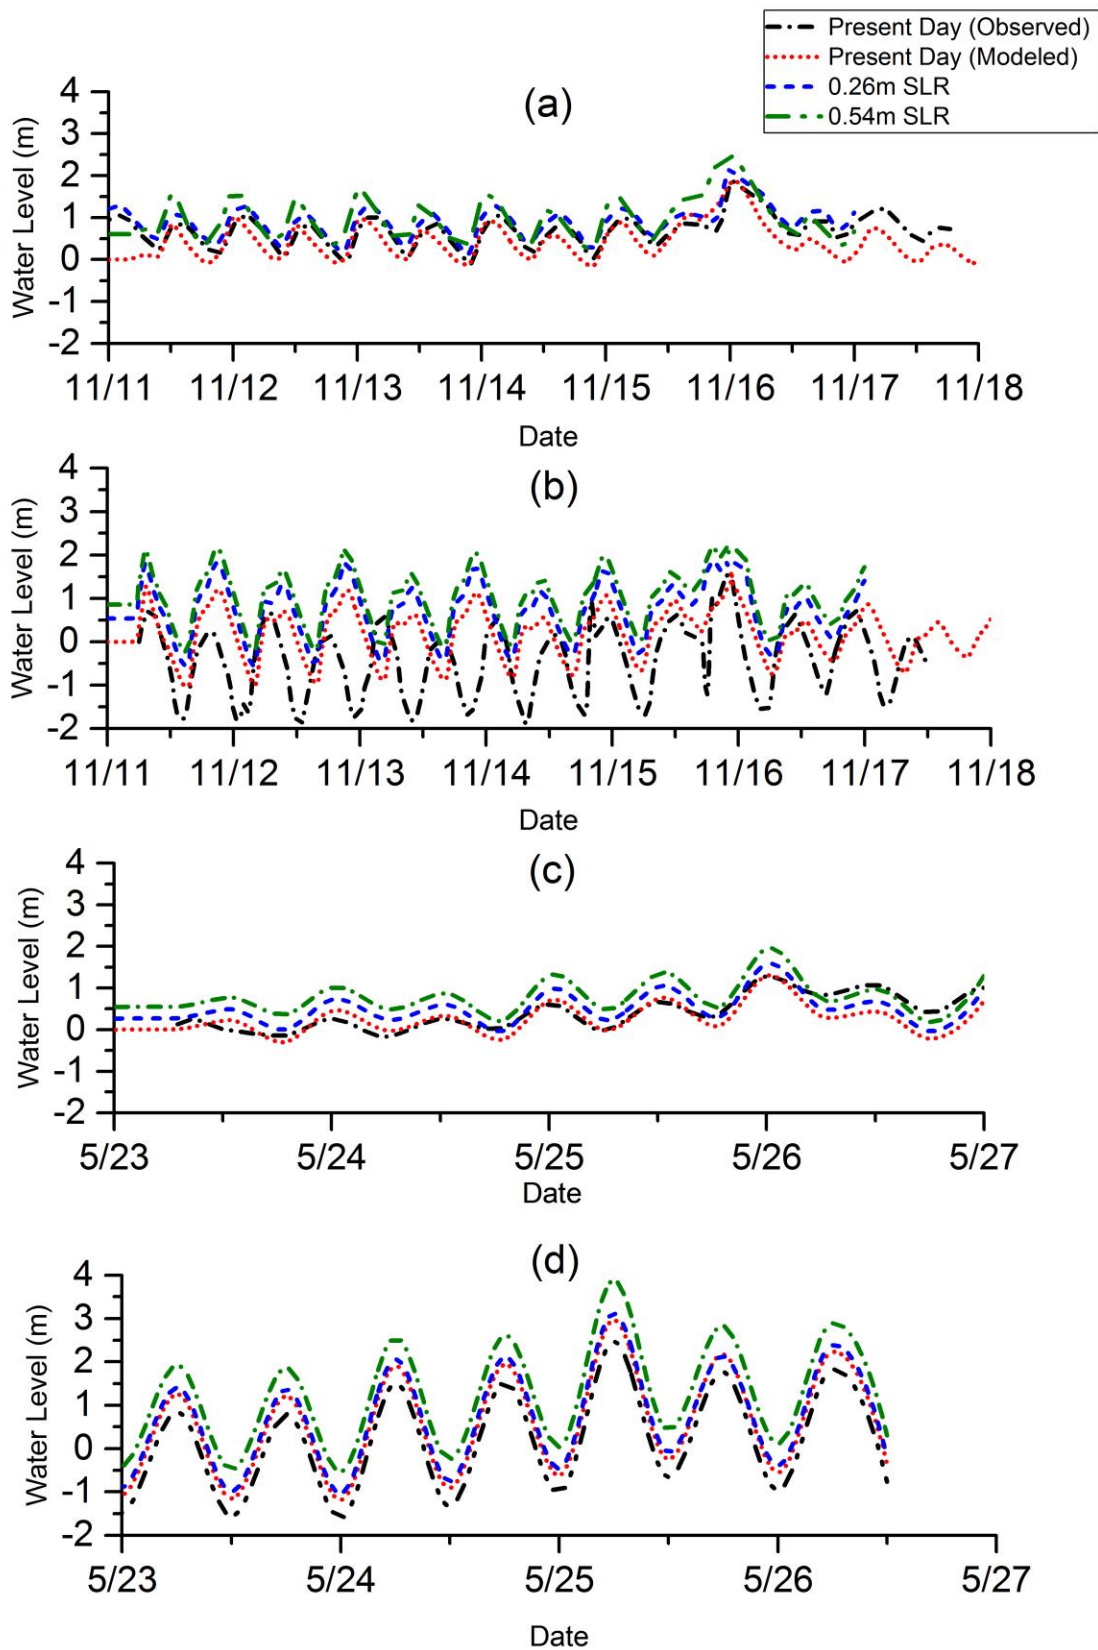 Present Day (Observed)
Present Day (Modeled)
0.26m SLR
0.54m SLR
(a)
Water Level (m)
4
3
2
1
0
-1
-2
11/11 11/12 11/13 11/14 11/15 11/16 11/17 11/18
Date
(b)
Water Level (m)
4
3
2
1
0
-1
-2
11/11 11/12 11/13 11/14 11/15 11/16 11/17 11/18
Date
(c)
Water Level (m)
4
3
2
1
0
-1
-2
5/23 5/24 5/25 5/26 5/27
Date
(d)
Water Level (m)
4
3
2
1
0
-1
-2
5/23 5/24 5/25 5/26 5/27
Date